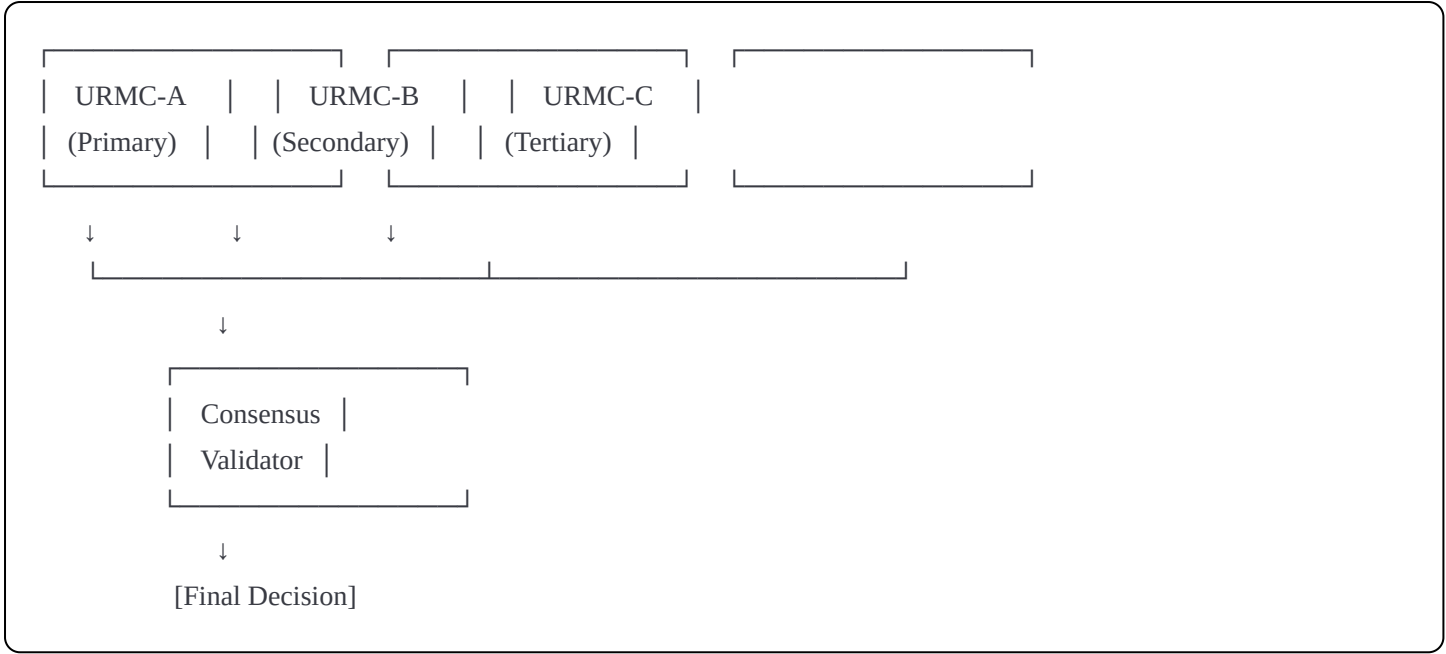 ┌─────────────────────┐ ┌─────────────────────┐ ┌─────────────────────┐
│ URMC-A │ │ URMC-B │ │ URMC-C │
│ (Primary) │ │ (Secondary) │ │ (Tertiary) │
└─────────────────────┘ └─────────────────────┘ └─────────────────────┘
↓ ↓ ↓
└────────────────────────────┴─────────────────────────────┘
↓
┌─────────────────────┐
│ Consensus │
│ Validator │
└─────────────────────┘
↓
[Final Decision]